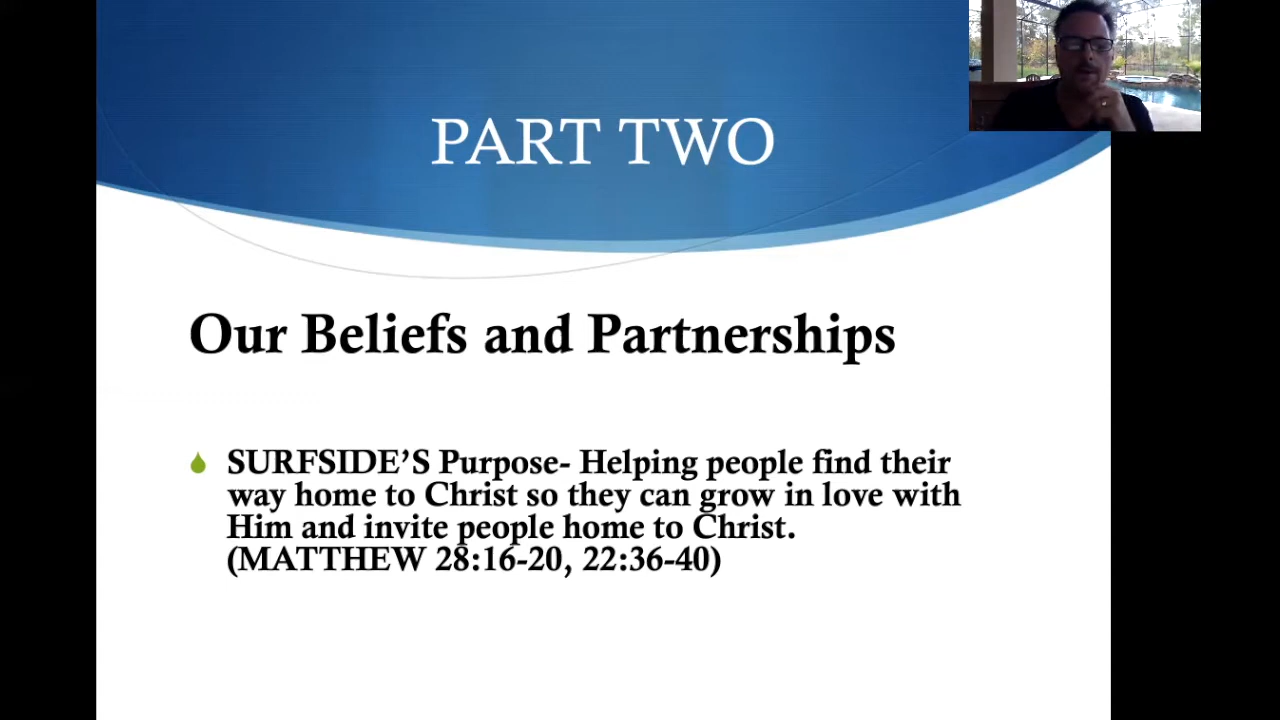 PART TWO
Our Beliefs and Partnerships
SURFSIDE’S Purpose- Helping people find their
way home to Christ so they can grow in love with
Him and invite people home to Christ.
(MATTHEW 28:16-20, 22:36-40)